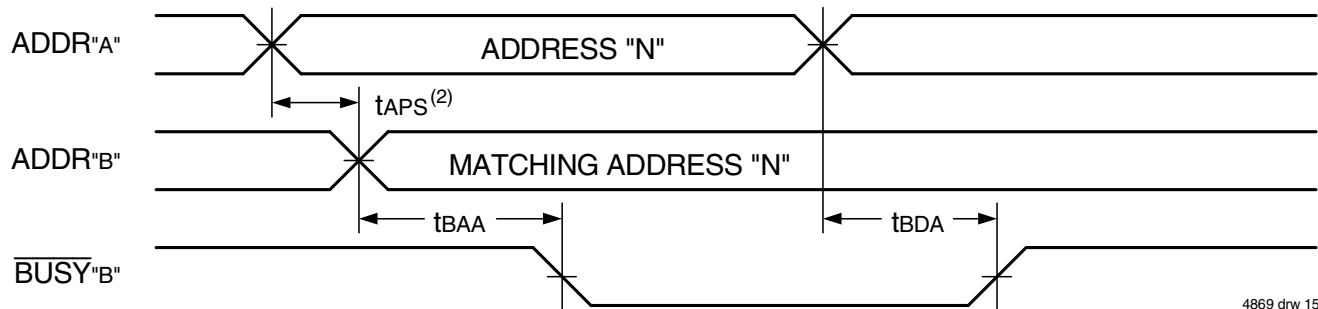 ADDR"A"
ADDRESS "N"
tAPS(2)
ADDR"B"
MATCHING ADDRESS "N"
tBAA
tBDA
BUSY"B"
4869 drw 15